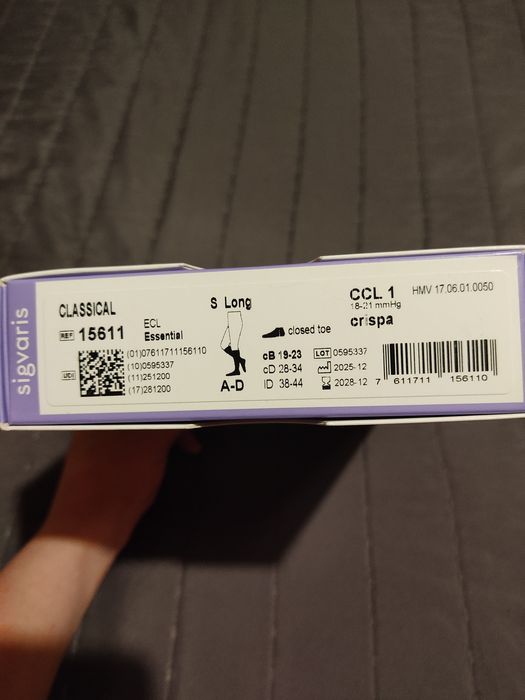 sigvaris
CLASSICAL
REF 15611
ECL
Essential
UDI
(01)07611711156110
(10)0595337
(11)251200
(17)281200
S Long
A-D
closed toe
cB 19-23
cD 28-34
lD 38-44
CCL 1
18-21 mmHg
crispa
HMV 17.06.01.0050
LOT 0595337
2025-12
2028-12
7 611711 156110